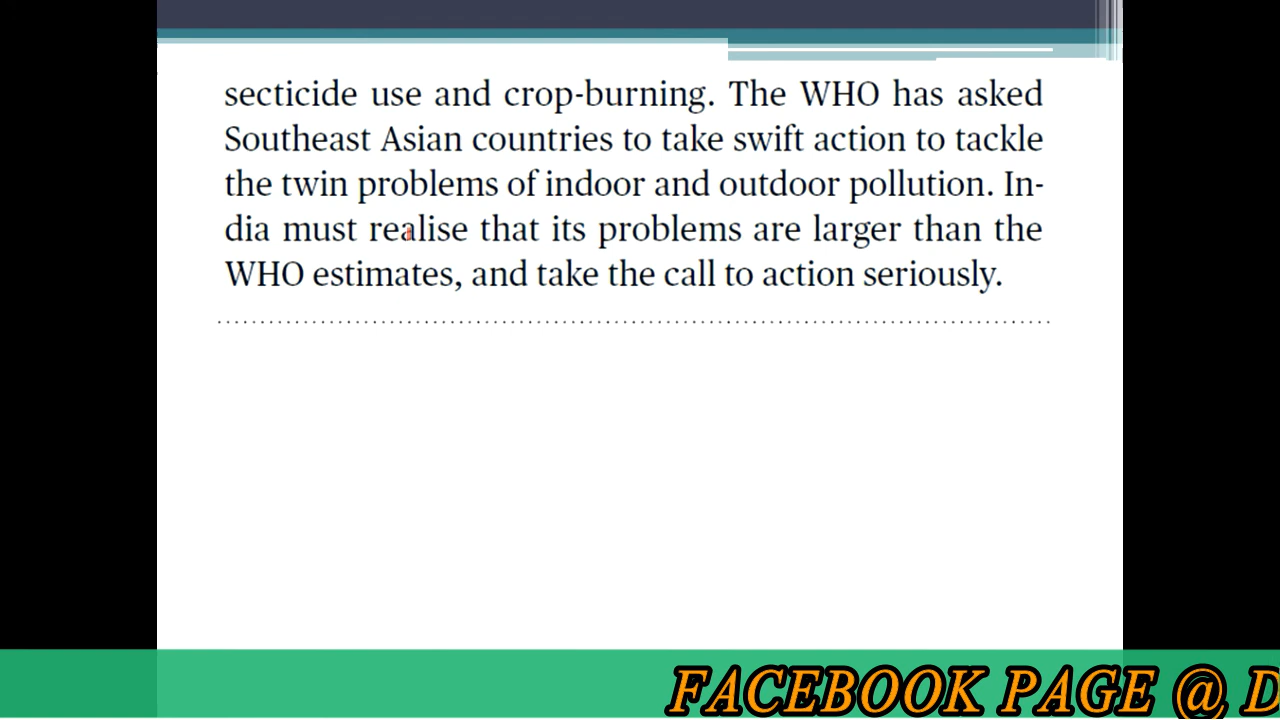 secticide use and crop-burning. The WHO has asked
Southeast Asian countries to take swift action to tackle
the twin problems of indoor and outdoor pollution. In-
dia must realise that its problems are larger than the
WHO estimates, and take the call to action seriously.
FACEBOOK PAGE @ D